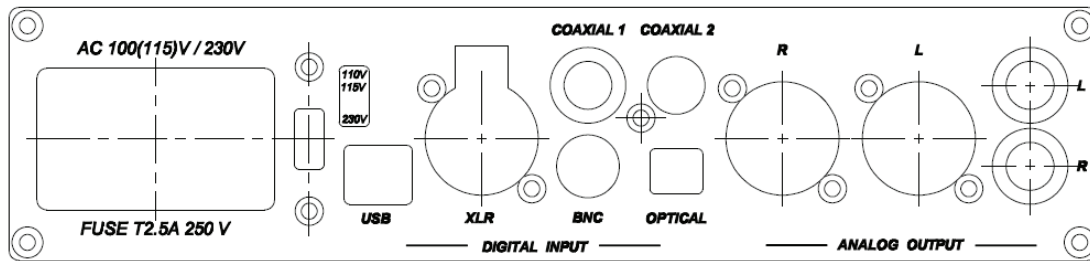 AC 100(115)V / 230V
110V
115V
230V
FUSE T2.5A 250 V
USB
XLR
COAXIAL 1
COAXIAL 2
BNC
OPTICAL
DIGITAL INPUT
R
L
L
R
ANALOG OUTPUT